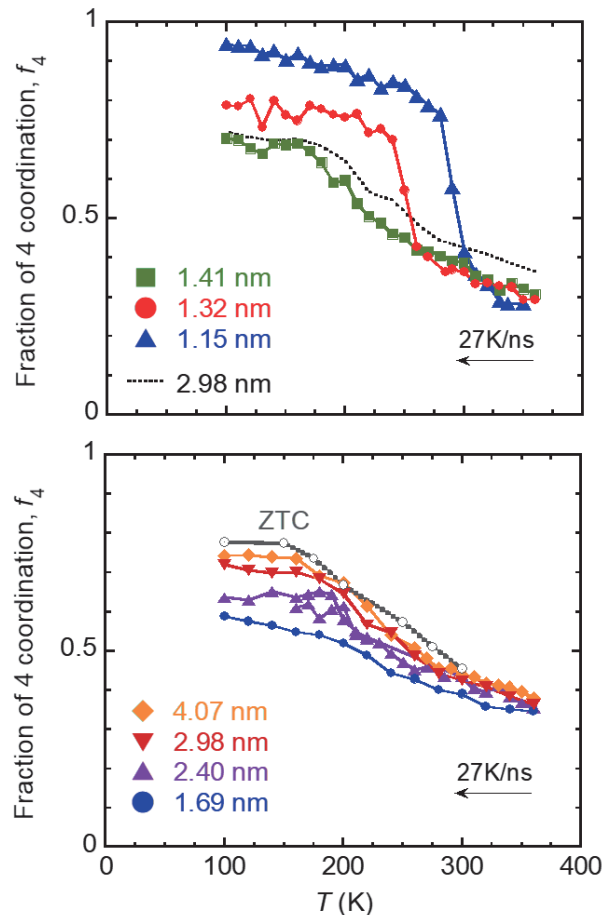 1
0.5
0
Fraction of 4 coordination, f4
1.41 nm
1.32 nm
1.15 nm
2.98 nm
27K/ns
1
0.5
0
Fraction of 4 coordination, f4
ZTC
4.07 nm
2.98 nm
2.40 nm
1.69 nm
27K/ns
0 100 200 300 400
T (K)